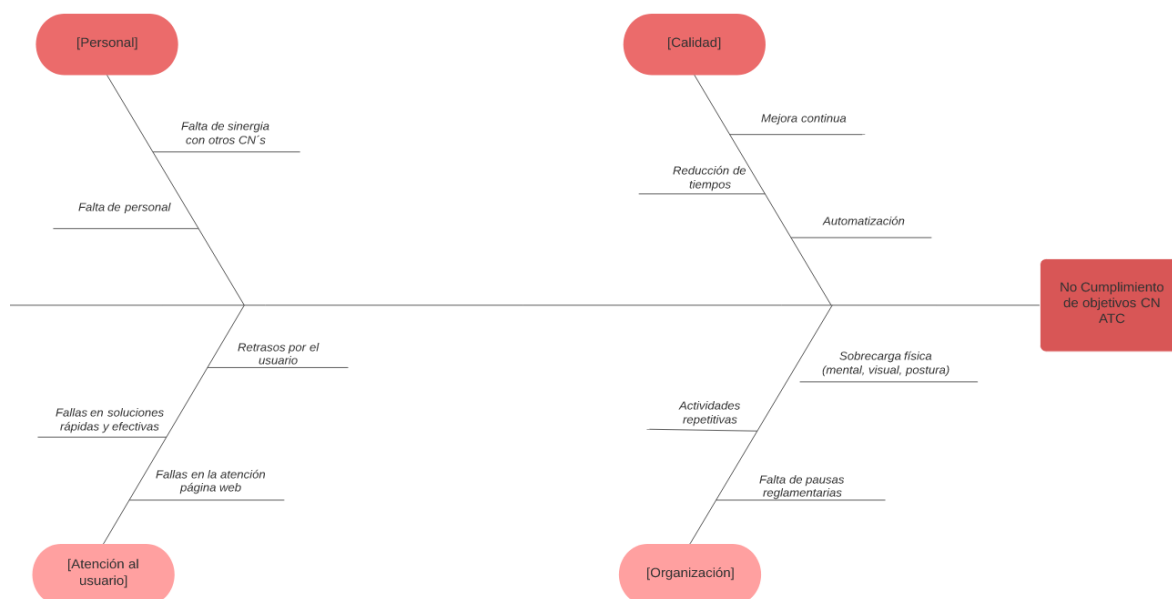 [Personal]
[Calidad]
Mejora continua
Falta de sinergia
con otros CN´s
Reducción de
tiempos
Falta de personal
Automatización
No Cumplimiento
de objetivos CN
ATC
Retrasos por el
usuario
Sobrecarga física
(mental, visual, postura)
Fallas en soluciones
rápidas y efectivas
Actividades
repetitivas
Fallas en la atención
página web
Falta de pausas
reglamentarias
[Atención al
usuario]
[Organización]